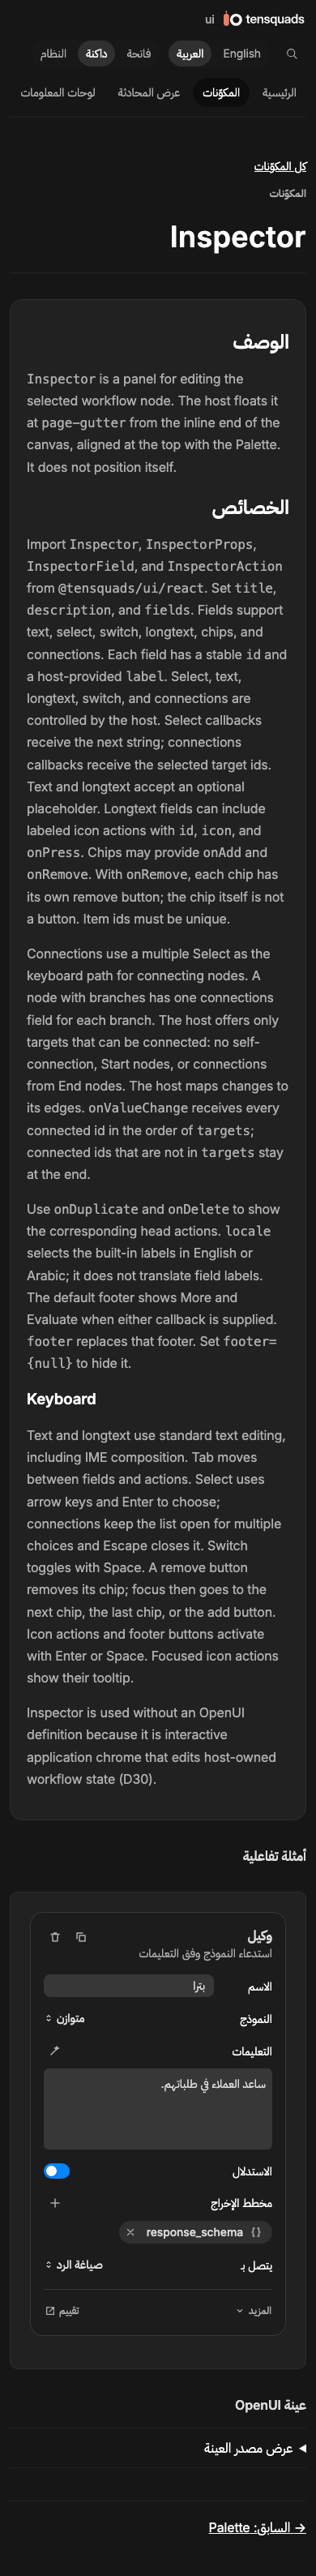 tensquads ui
English العربية فاتحة داكنة النظام
الرئيسية المكوّنات عرض المحادثة لوحات المعلومات
كل المكوّنات
المكوّنات
Inspector
الوصف
Inspector is a panel for editing the
selected workflow node. The host floats it
at page-gutter from the inline end of the
canvas, aligned at the top with the Palette.
It does not position itself.
الخصائص
Import Inspector, InspectorProps,
InspectorField, and InspectorAction
from @tensquads/ui/react. Set title,
description, and fields. Fields support
text, select, switch, longtext, chips, and
connections. Each field has a stable id and
a host-provided label. Select, text,
longtext, switch, and connections are
controlled by the host. Select callbacks
receive the next string; connections
callbacks receive the selected target ids.
Text and longtext accept an optional
placeholder. Longtext fields can include
labeled icon actions with id, icon, and
onPress. Chips may provide onAdd and
onRemove. With onRemove, each chip has
its own remove button; the chip itself is not
a button. Item ids must be unique.
Connections use a multiple Select as the
keyboard path for connecting nodes. A
node with branches has one connections
field for each branch. The host offers only
targets that can be connected: no self-
connection, Start nodes, or connections
from End nodes. The host maps changes to
its edges. onValueChange receives every
connected id in the order of targets;
connected ids that are not in targets stay
at the end.
Use onDuplicate and onDelete to show
the corresponding head actions. locale
selects the built-in labels in English or
Arabic; it does not translate field labels.
The default footer shows More and
Evaluate when either callback is supplied.
footer replaces that footer. Set footer=
{null} to hide it.
Keyboard
Text and longtext use standard text editing,
including IME composition. Tab moves
between fields and actions. Select uses
arrow keys and Enter to choose;
connections keep the list open for multiple
choices and Escape closes it. Switch
toggles with Space. A remove button
removes its chip; focus then goes to the
next chip, the last chip, or the add button.
Icon actions and footer buttons activate
with Enter or Space. Focused icon actions
show their tooltip.
Inspector is used without an OpenUI
definition because it is interactive
application chrome that edits host-owned
workflow state (D30).
أمثلة تفاعلية
وكيل
استدعاء النموذج وفق التعليمات
الاسم بترا
النموذج متوازن
التعليمات
ساعد العملاء في طلباتهم.
الاستدلال
مخطط الإخراج
{} response_schema
يتصل بـ صياغة الرد
المزيد تقييم
عينة OpenUI
عرض مصدر العينة
→ السابق: Palette